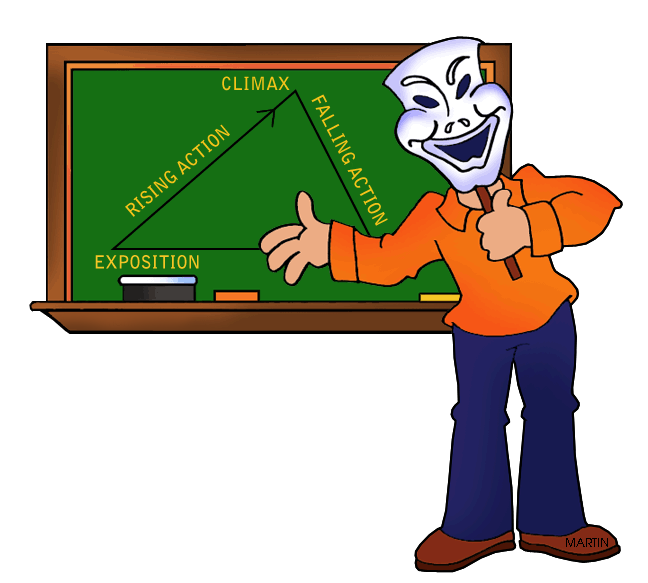 CLIMAX
RISING ACTION
FALLING ACTION
EXPOSITION
MARTIN